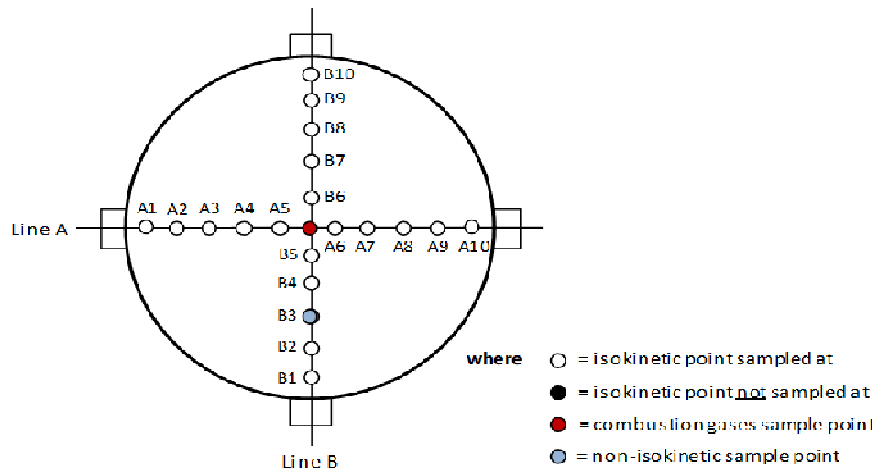 B10
B9
B8
B7
B6
A1 A2 A3 A4 A5
Line A
A6 A7 A8 A9 A10
B5
B4
B3
B2
B1
Line B
where
= isokinetic point sampled at
= isokinetic point not sampled at
= combustion gases sample point
= non-isokinetic sample point